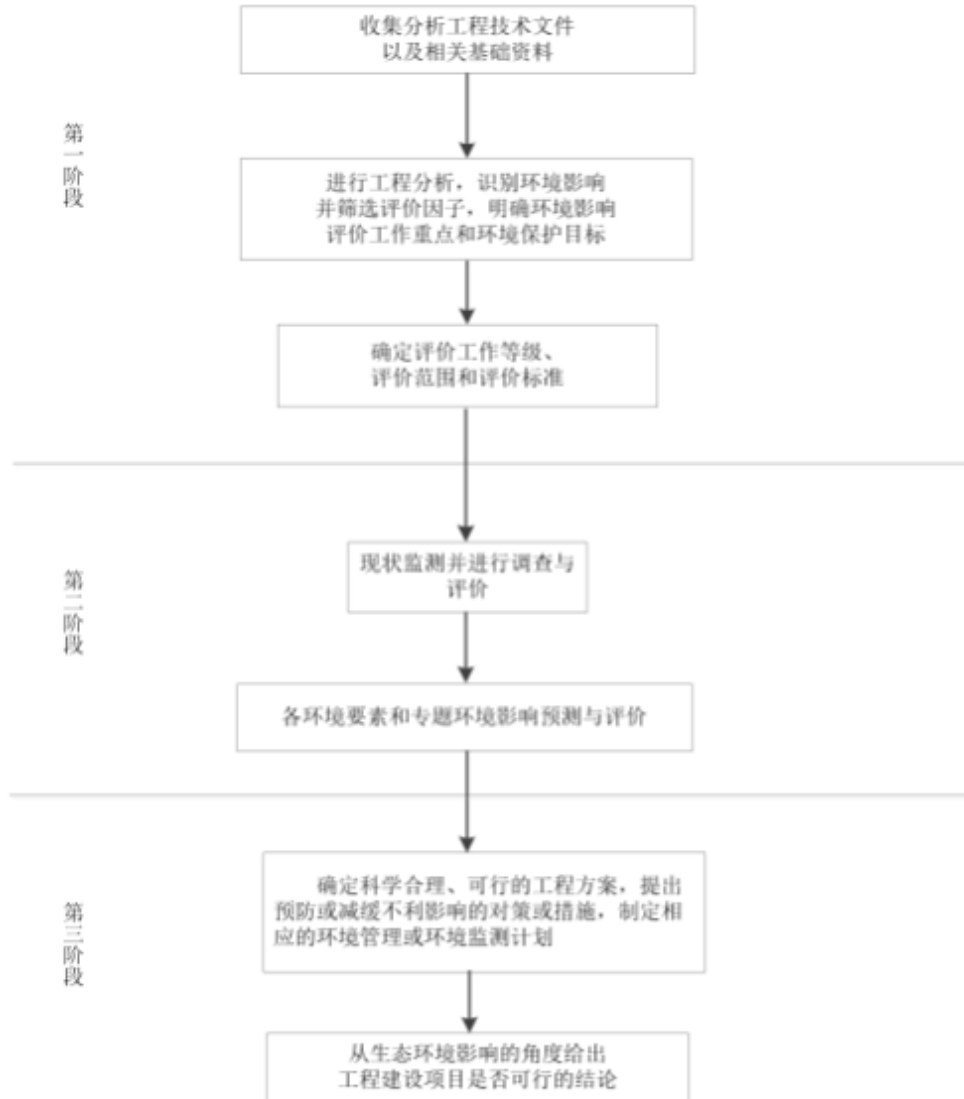 收集分析工程技术文件
以及相关基础资料
第一阶段
进行工程分析，识别环境影响
并筛选评价因子，明确环境影响
评价工作重点和环境保护目标
确定评价工作等级、
评价范围和评价标准
第二阶段
现状监测并进行调查与
评价
各环境要素和专题环境影响预测与评价
第三阶段
确定科学合理、可行的工程方案，提出
预防或减缓不利影响的对策或措施，制定相
应的环境管理或环境监测计划
从生态环境影响的角度给出
工程建设项目是否可行的结论